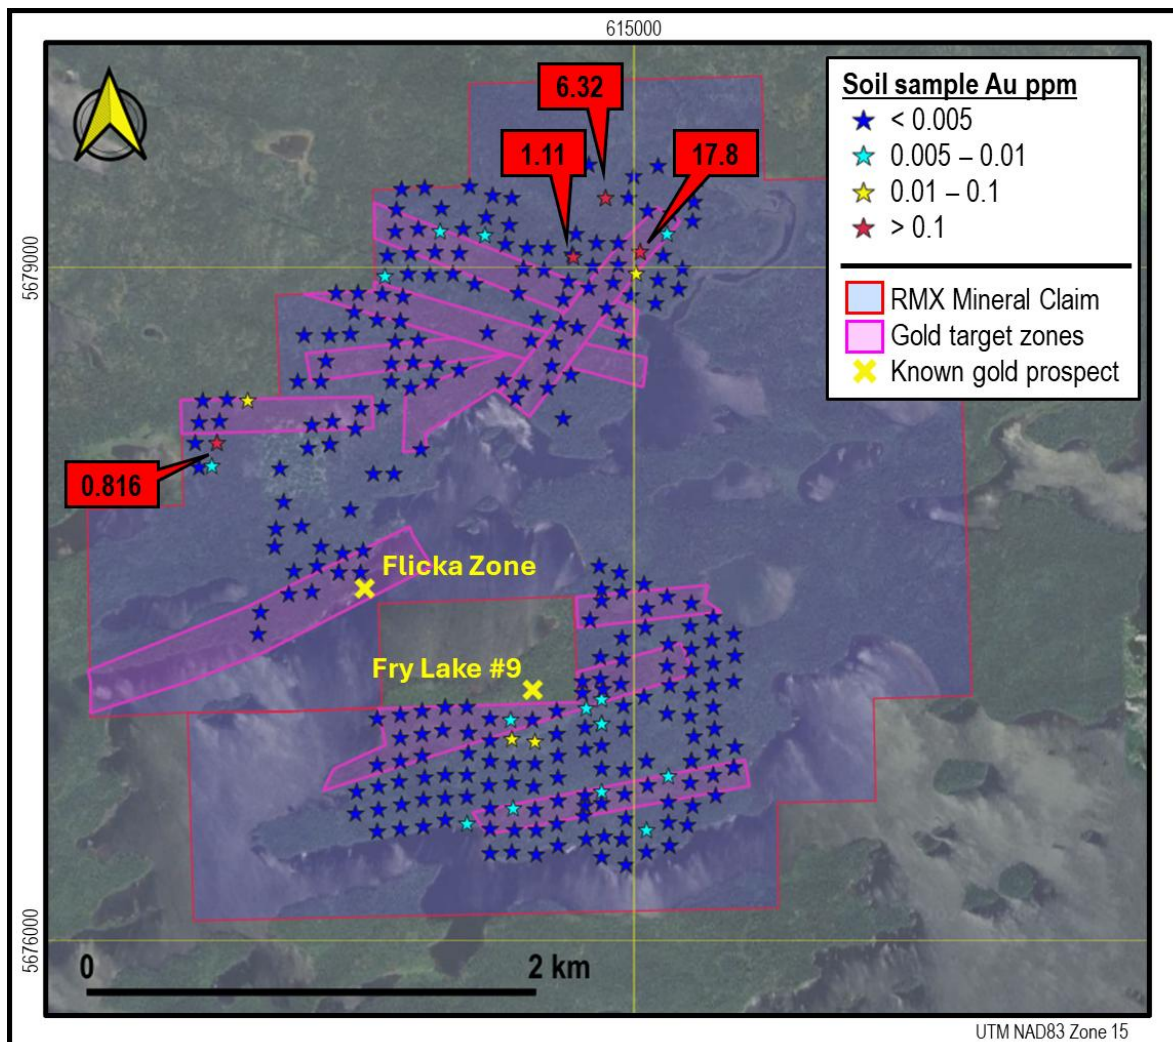 615000
6.32
1.11
17.8
Soil sample Au ppm
< 0.005
0.005 – 0.01
0.01 – 0.1
> 0.1
RMX Mineral Claim
Gold target zones
Known gold prospect
5679000
0.816
Flicka Zone
Fry Lake #9
5676000
0
2 km
UTM NAD83 Zone 15